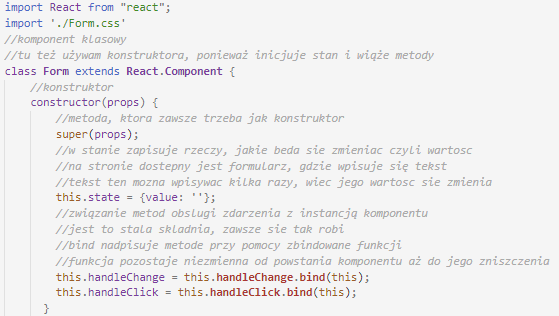 import React from "react";
import './Form.css'
//komponent klasowy
//tu też używam konstruktora, ponieważ inicjuje stan i wiąże metody
class Form extends React.Component {
//konstruktor
constructor(props) {
//metoda, ktora zawsze trzeba jak konstruktor
super(props);
//w stanie zapisuje rzeczy, jakie beda sie zmieniac czyli wartosc
//na stronie dostepny jest formularz, gdzie wpisuje się tekst
//tekst ten mozna wpisywac kilka razy, wiec jego wartosc sie zmienia
this.state = {value: ''};
//związanie metod obslugi zdarzenia z instancją komponentu
//jest to stala skladnia, zawsze sie tak robi
//bind nadpisuje metode przy pomocy zbindowane funkcji
//funkcja pozostaje niezmienna od powstania komponentu aż do jego zniszczenia
this.handleChange = this.handleChange.bind(this);
this.handleClick = this.handleClick.bind(this);
}